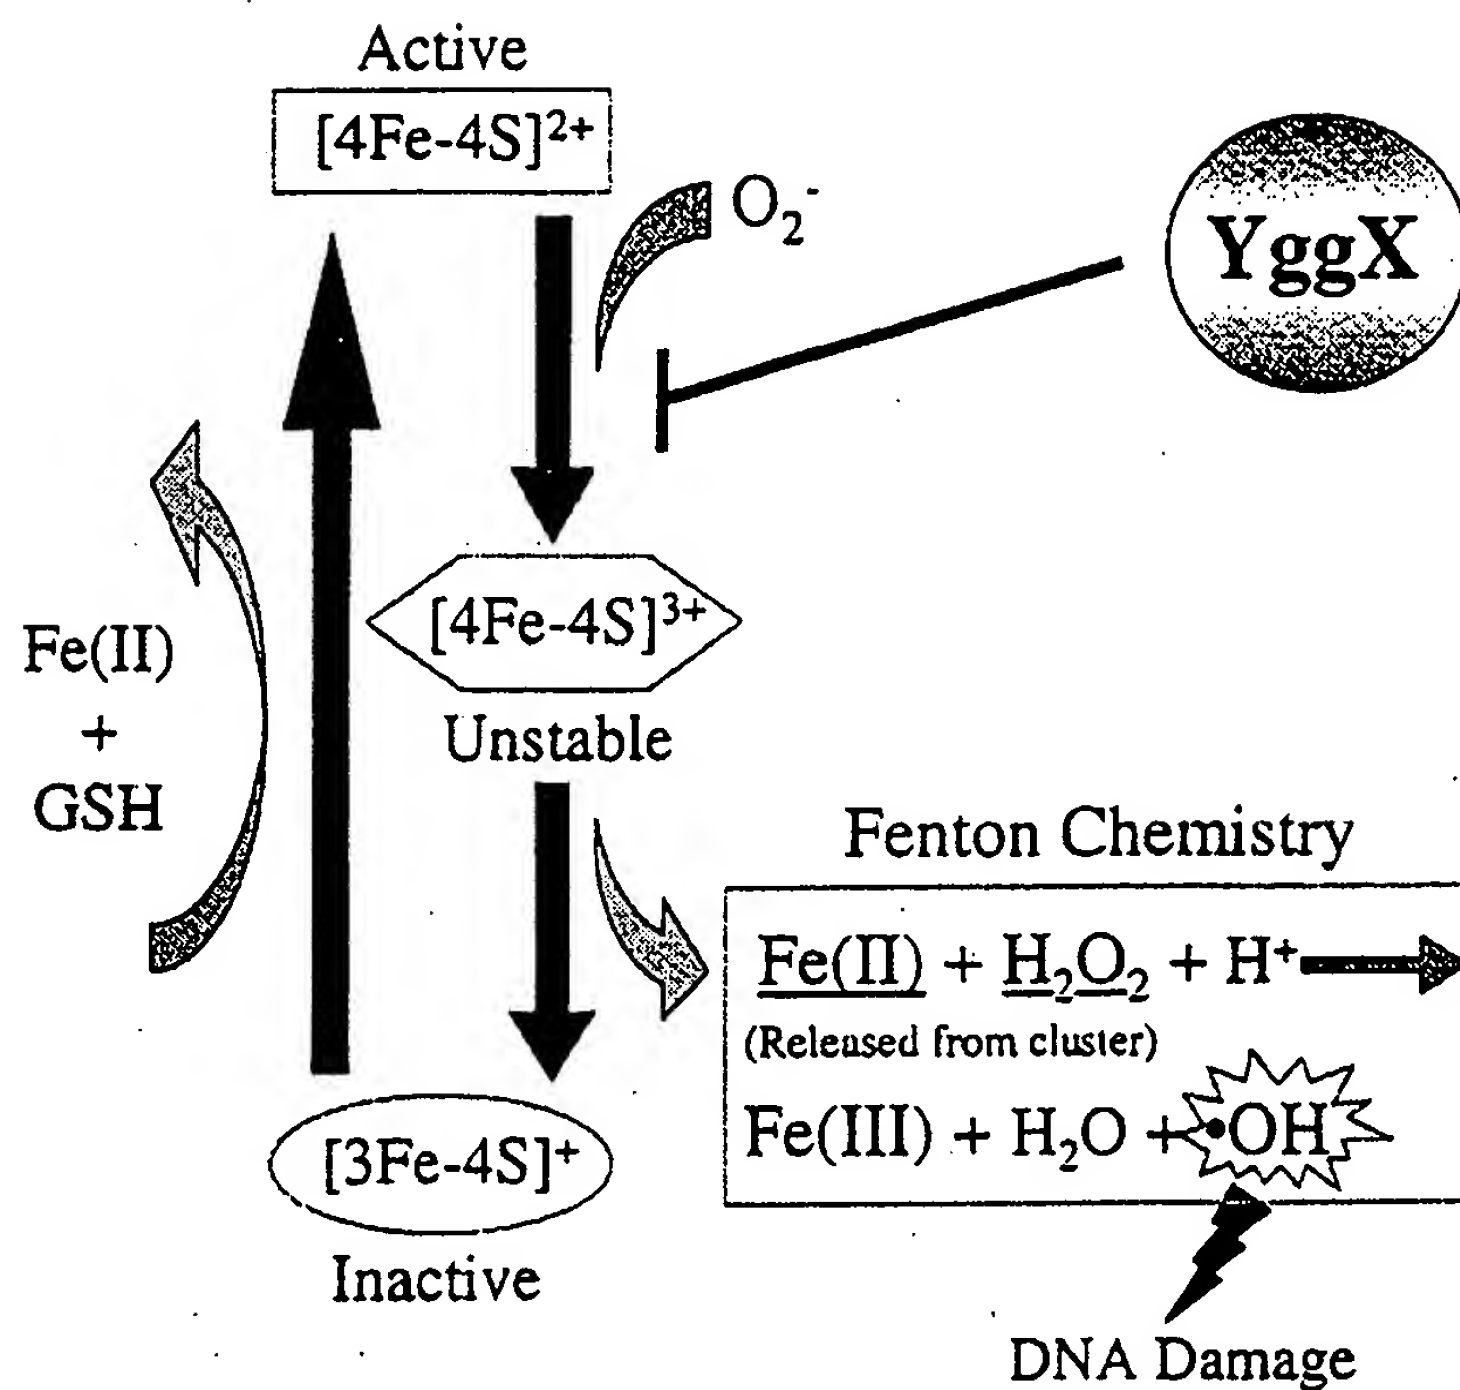 Active
[4Fe-4S]²⁺
O₂⁻
YggX
[4Fe-4S]³⁺
Unstable
Fe(II)
+
GSH
Fenton Chemistry
Fe(II) + H₂O₂ + H⁺
(Released from cluster)
Fe(III) + H₂O + •OH
[3Fe-4S]⁺
Inactive
DNA Damage